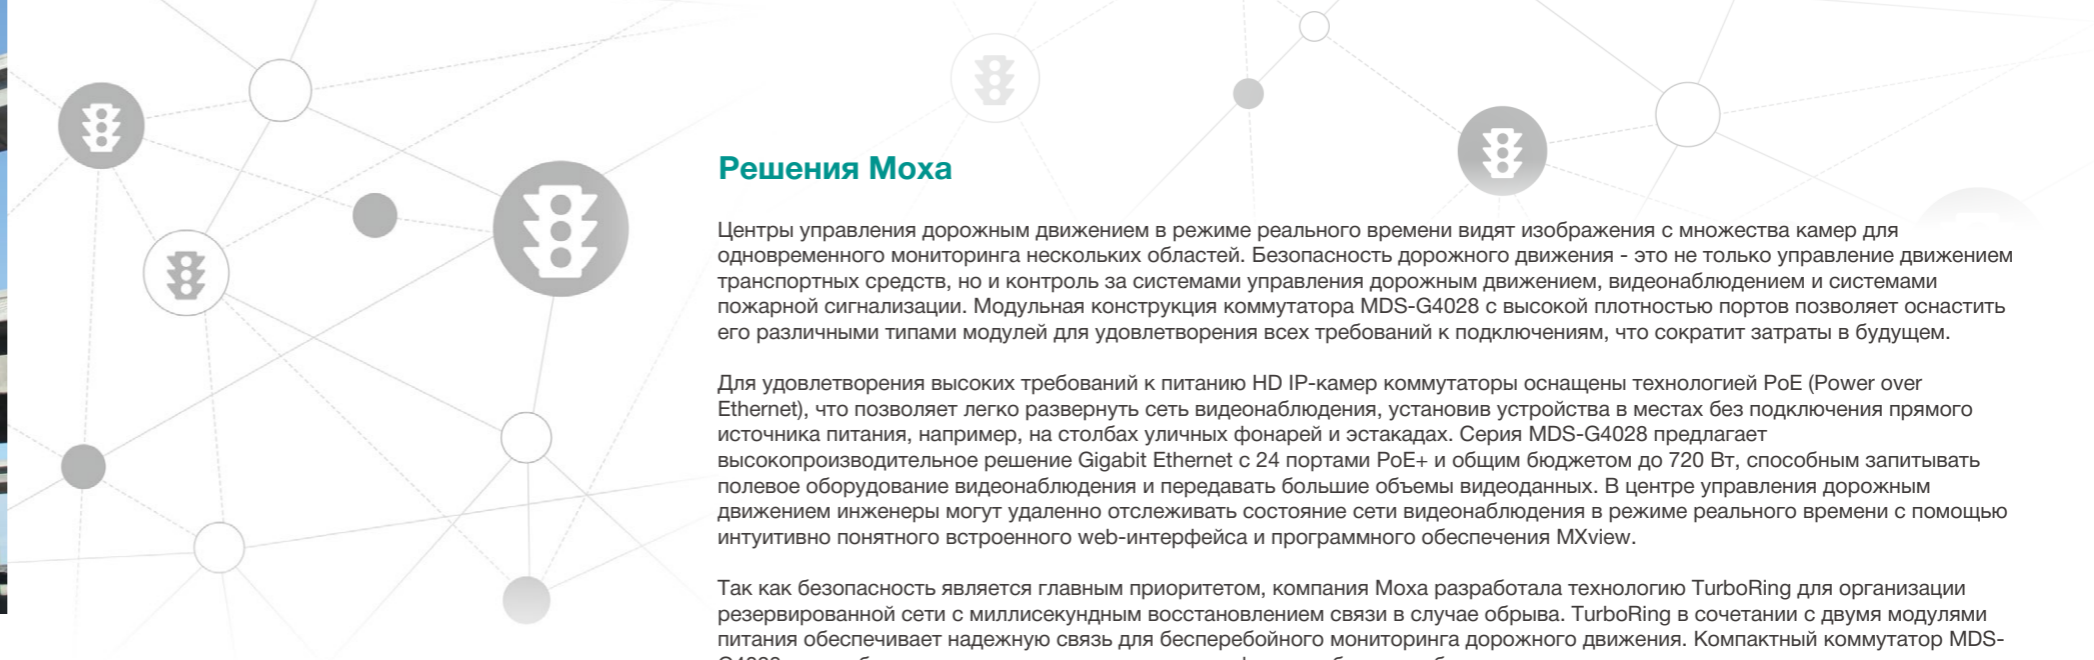 Решения Moxa
Центры управления дорожным движением в режиме реального времени видят изображения с множества камер для
одновременного мониторинга нескольких областей. Безопасность дорожного движения - это не только управление движением
транспортных средств, но и контроль за системами управления дорожным движением, видеонаблюдением и системами
пожарной сигнализации. Модульная конструкция коммутатора MDS-G4028 с высокой плотностью портов позволяет оснастить
его различными типами модулей для удовлетворения всех требований к подключениям, что сократит затраты в будущем.
Для удовлетворения высоких требований к питанию HD IP-камер коммутаторы оснащены технологией PoE (Power over
Ethernet), что позволяет легко развернуть сеть видеонаблюдения, установив устройства в местах без подключения прямого
источника питания, например, на столбах уличных фонарей и эстакадах. Серия MDS-G4028 предлагает
высокопроизводительное решение Gigabit Ethernet с 24 портами PoE+ и общим бюджетом до 720 Вт, способным запитывать
полевое оборудование видеонаблюдения и передавать большие объемы видеоданных. В центре управления дорожным
движением инженеры могут удаленно отслеживать состояние сети видеонаблюдения в режиме реального времени с помощью
интуитивно понятного встроенного web-интерфейса и программного обеспечения MXview.
Так как безопасность является главным приоритетом, компания Moxa разработала технологию TurboRing для организации
резервированной сети с миллисекундным восстановлением связи в случае обрыва. TurboRing в сочетании с двумя модулями
питания обеспечивает надежную связь для бесперебойного мониторинга дорожного движения. Компактный коммутатор MDS-